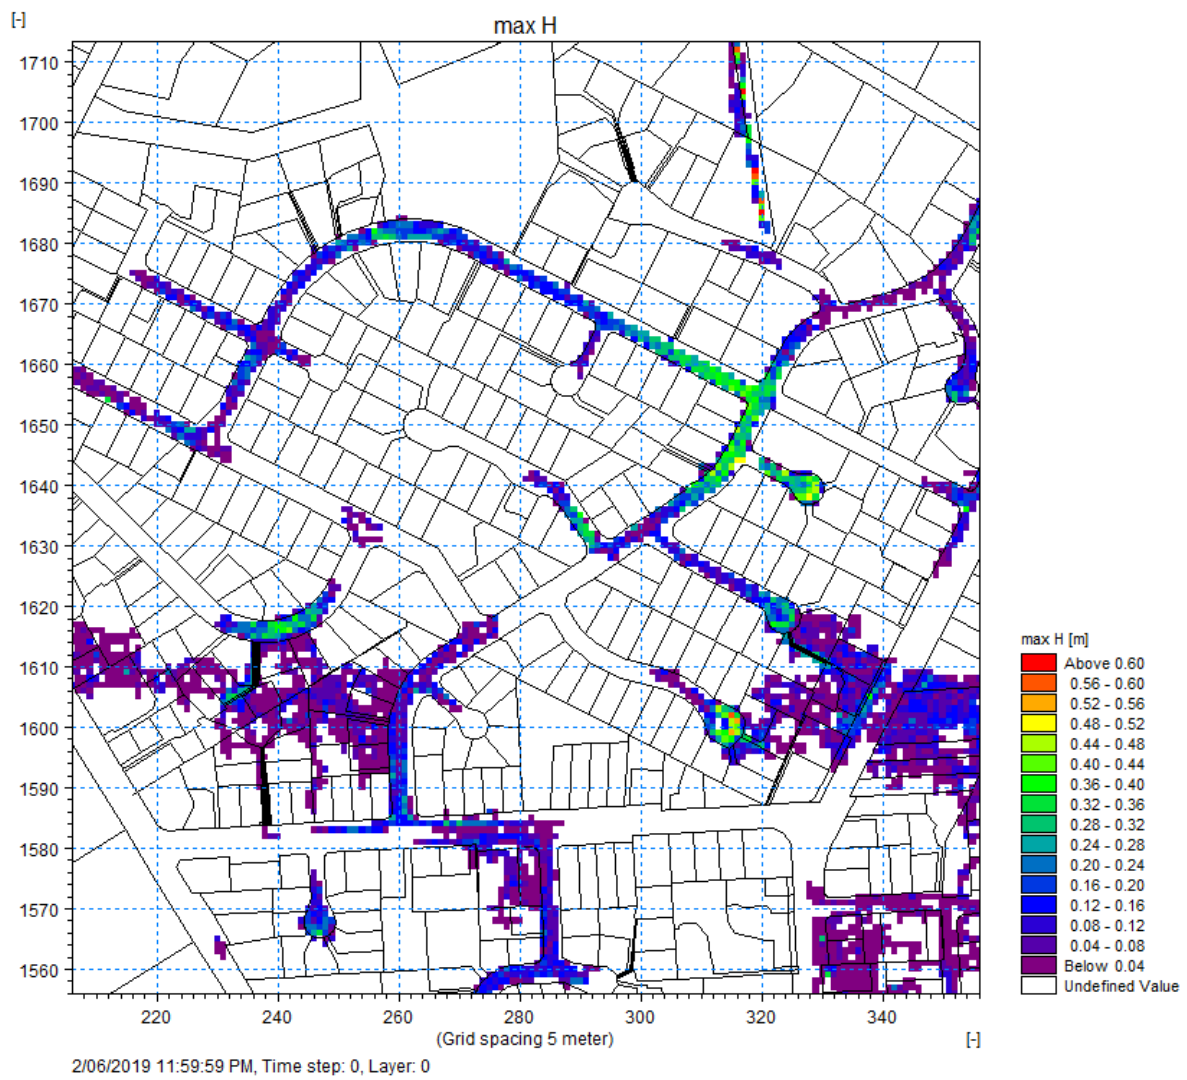 [-]
max H
1710
1700
1690
1680
1670
1660
1650
1640
1630
1620
1610
1600
1590
1580
1570
1560
220 240 260 280 300 320 340
(Grid spacing 5 meter)
[-]
2/06/2019 11:59:59 PM, Time step: 0, Layer: 0
max H [m]
Above 0.60
0.56 - 0.60
0.52 - 0.56
0.48 - 0.52
0.44 - 0.48
0.40 - 0.44
0.36 - 0.40
0.32 - 0.36
0.28 - 0.32
0.24 - 0.28
0.20 - 0.24
0.16 - 0.20
0.12 - 0.16
0.08 - 0.12
0.04 - 0.08
Below 0.04
Undefined Value